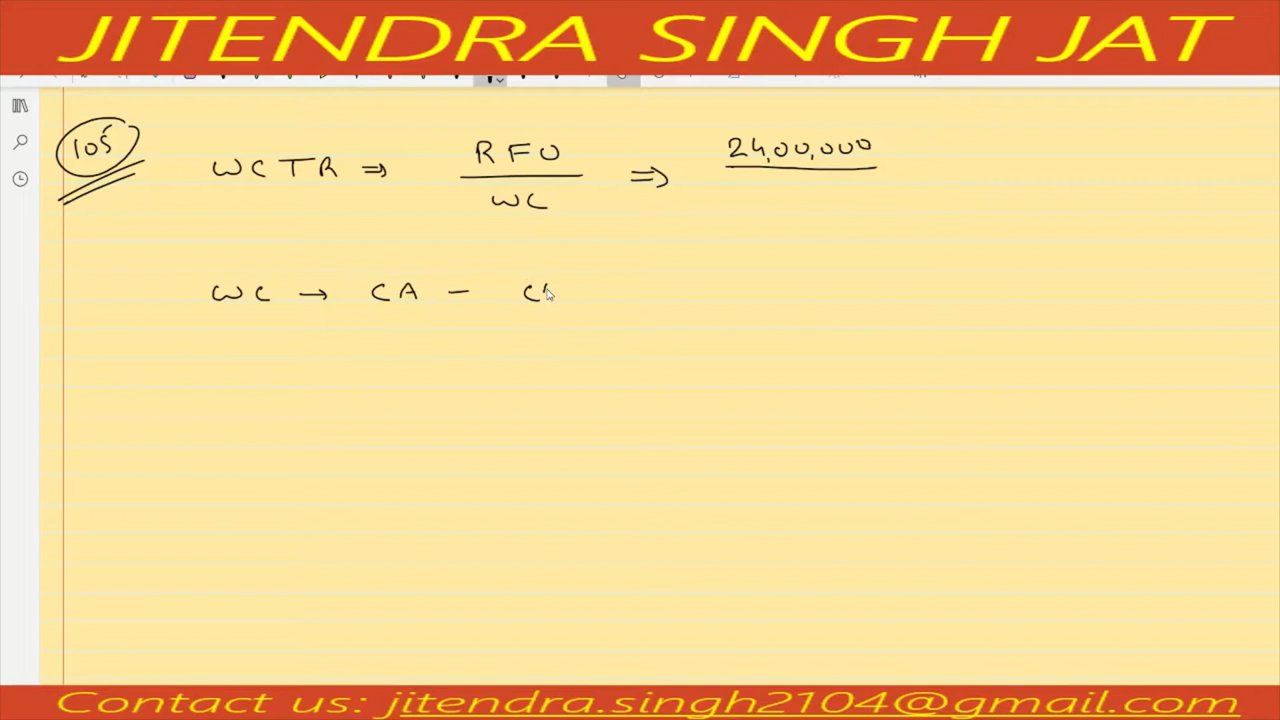 JITENDRA SINGH JAT
105
WCTR ⇒ RFO / WC ⇒ 24,00,000
WC → CA - C
Contact us: jitendra.singh2104@gmail.com